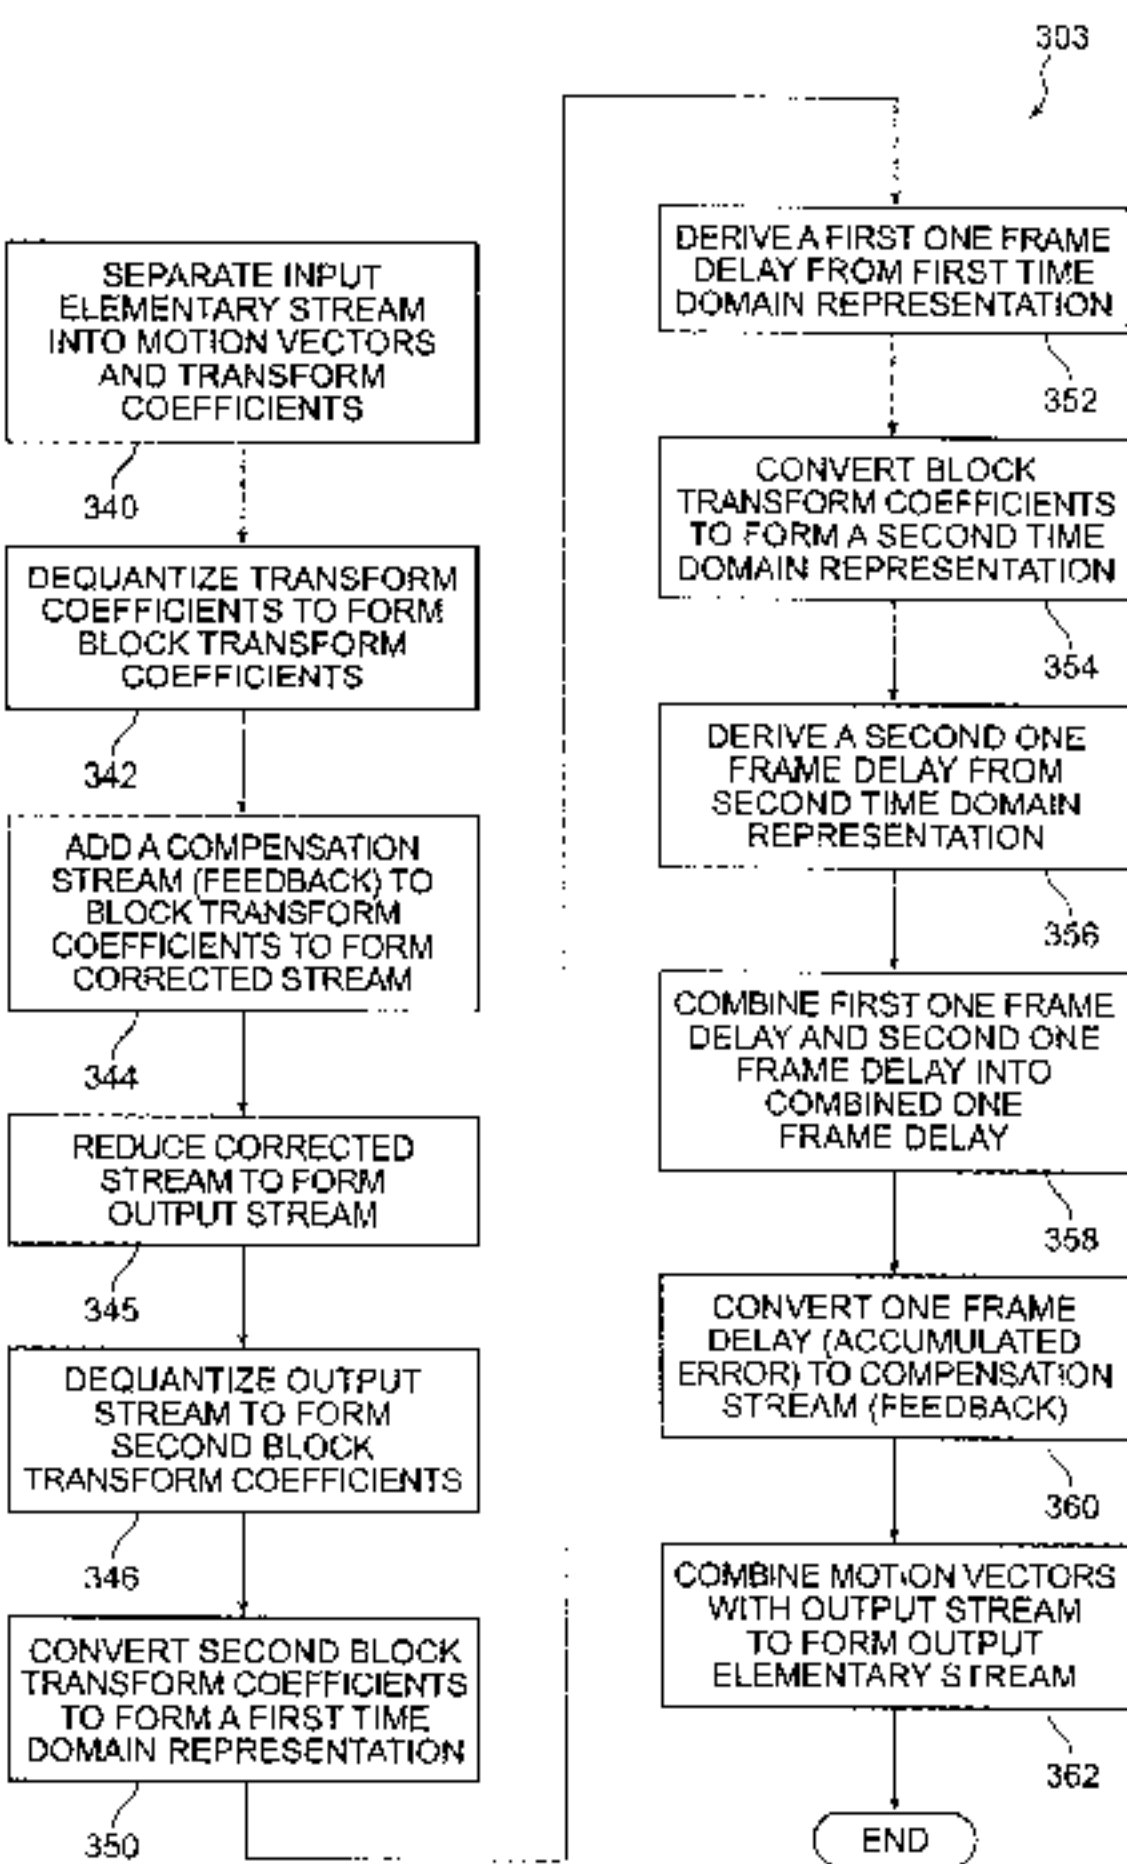 303
SEPARATE INPUT
ELEMENTARY STREAM
INTO MOTION VECTORS
AND TRANSFORM
COEFFICIENTS
340
DEQUANTIZE TRANSFORM
COEFFICIENTS TO FORM
BLOCK TRANSFORM
COEFFICIENTS
342
ADD A COMPENSATION
STREAM (FEEDBACK) TO
BLOCK TRANSFORM
COEFFICIENTS TO FORM
CORRECTED STREAM
344
REDUCE CORRECTED
STREAM TO FORM
OUTPUT STREAM
345
DEQUANTIZE OUTPUT
STREAM TO FORM
SECOND BLOCK
TRANSFORM COEFFICIENTS
346
CONVERT SECOND BLOCK
TRANSFORM COEFFICIENTS
TO FORM A FIRST TIME
DOMAIN REPRESENTATION
350
DERIVE A FIRST ONE FRAME
DELAY FROM FIRST TIME
DOMAIN REPRESENTATION
352
CONVERT BLOCK
TRANSFORM COEFFICIENTS
TO FORM A SECOND TIME
DOMAIN REPRESENTATION
354
DERIVE A SECOND ONE
FRAME DELAY FROM
SECOND TIME DOMAIN
REPRESENTATION
356
COMBINE FIRST ONE FRAME
DELAY AND SECOND ONE
FRAME DELAY INTO
COMBINED ONE
FRAME DELAY
358
CONVERT ONE FRAME
DELAY (ACCUMULATED
ERROR) TO COMPENSATION
STREAM (FEEDBACK)
360
COMBINE MOTION VECTORS
WITH OUTPUT STREAM
TO FORM OUTPUT
ELEMENTARY STREAM
362
END